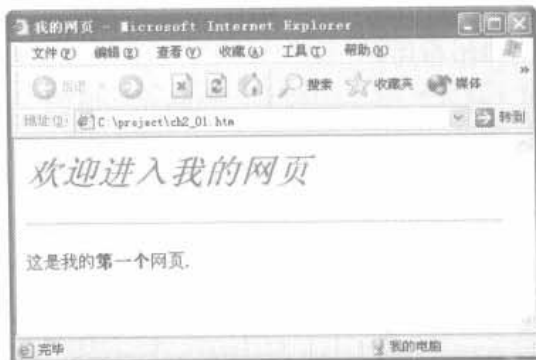 我的网页 - Microsoft Internet Explorer
文件(F) 编辑(E) 查看(V) 收藏(A) 工具(T) 帮助(H)
后退 搜索 收藏夹 媒体 »
地址(D) C:\project\ch2_01.htm 转到
欢迎进入我的网页
这是我的第一个网页.
完毕 我的电脑